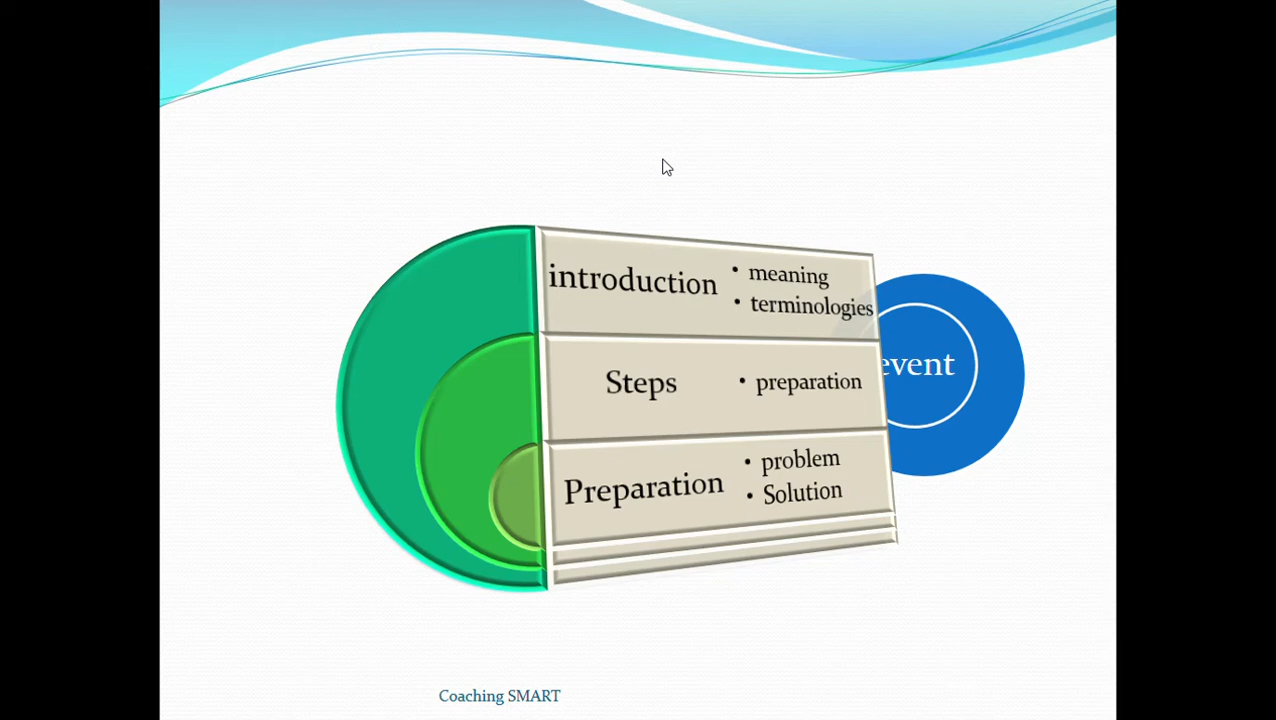 introduction
• meaning
• terminologies
Steps
• preparation
Preparation
• problem
• Solution
event
Coaching SMART